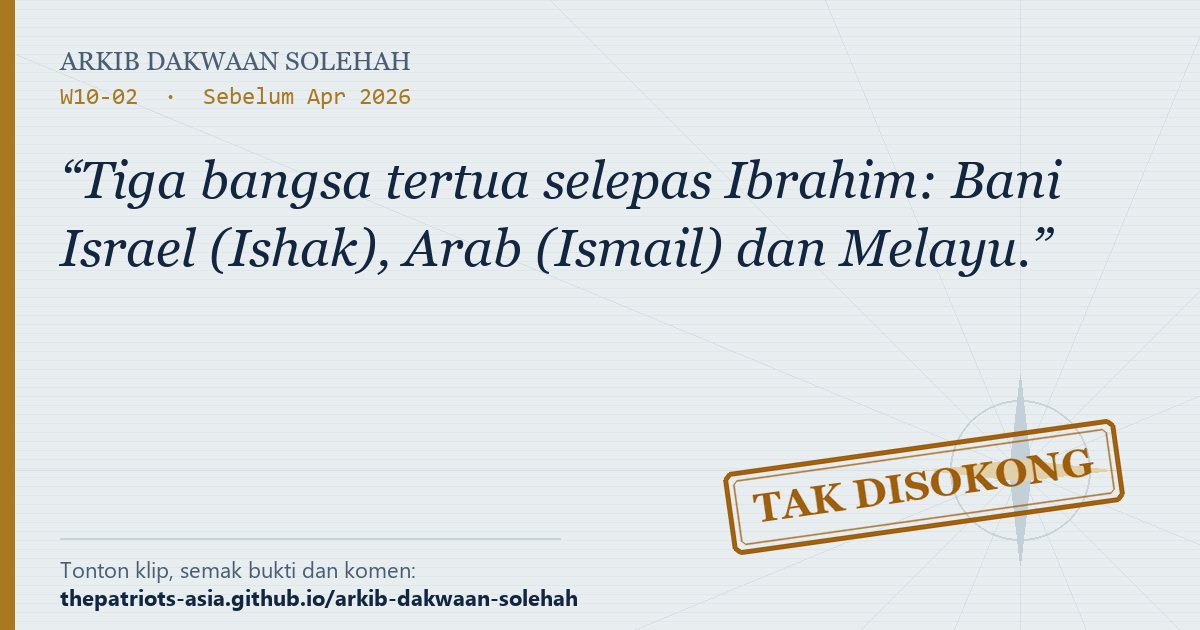 ARKIB DAKWAAN SOLEHAH
W10-02 · Sebelum Apr 2026
“Tiga bangsa tertua selepas Ibrahim: Bani
Israel (Ishak), Arab (Ismail) dan Melayu.”
TAK DISOKONG
Tonton klip, semak bukti dan komen:
thepatriots-asia.github.io/arkib-dakwaan-solehah